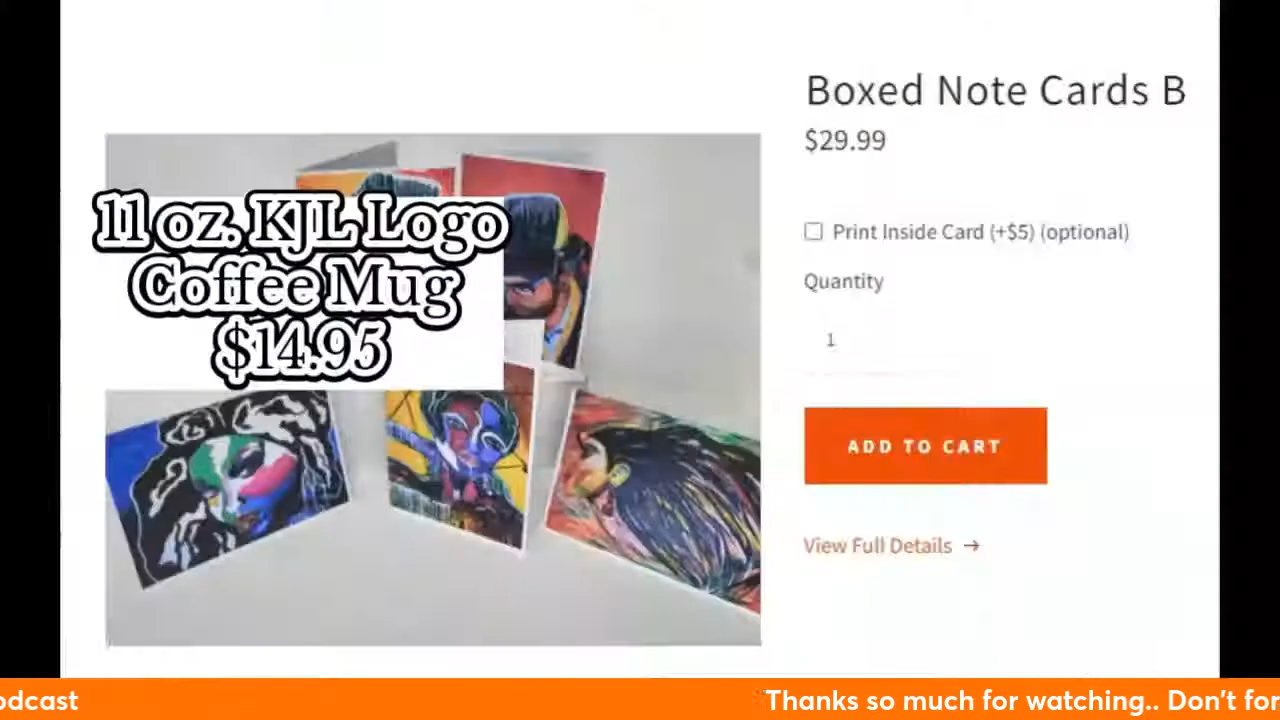 Boxed Note Cards B
$29.99
11 oz. KJL Logo
Coffee Mug
$14.95
Print Inside Card (+$5) (optional)
Quantity
1
ADD TO CART
View Full Details →
odcast
Thanks so much for watching.. Don't for